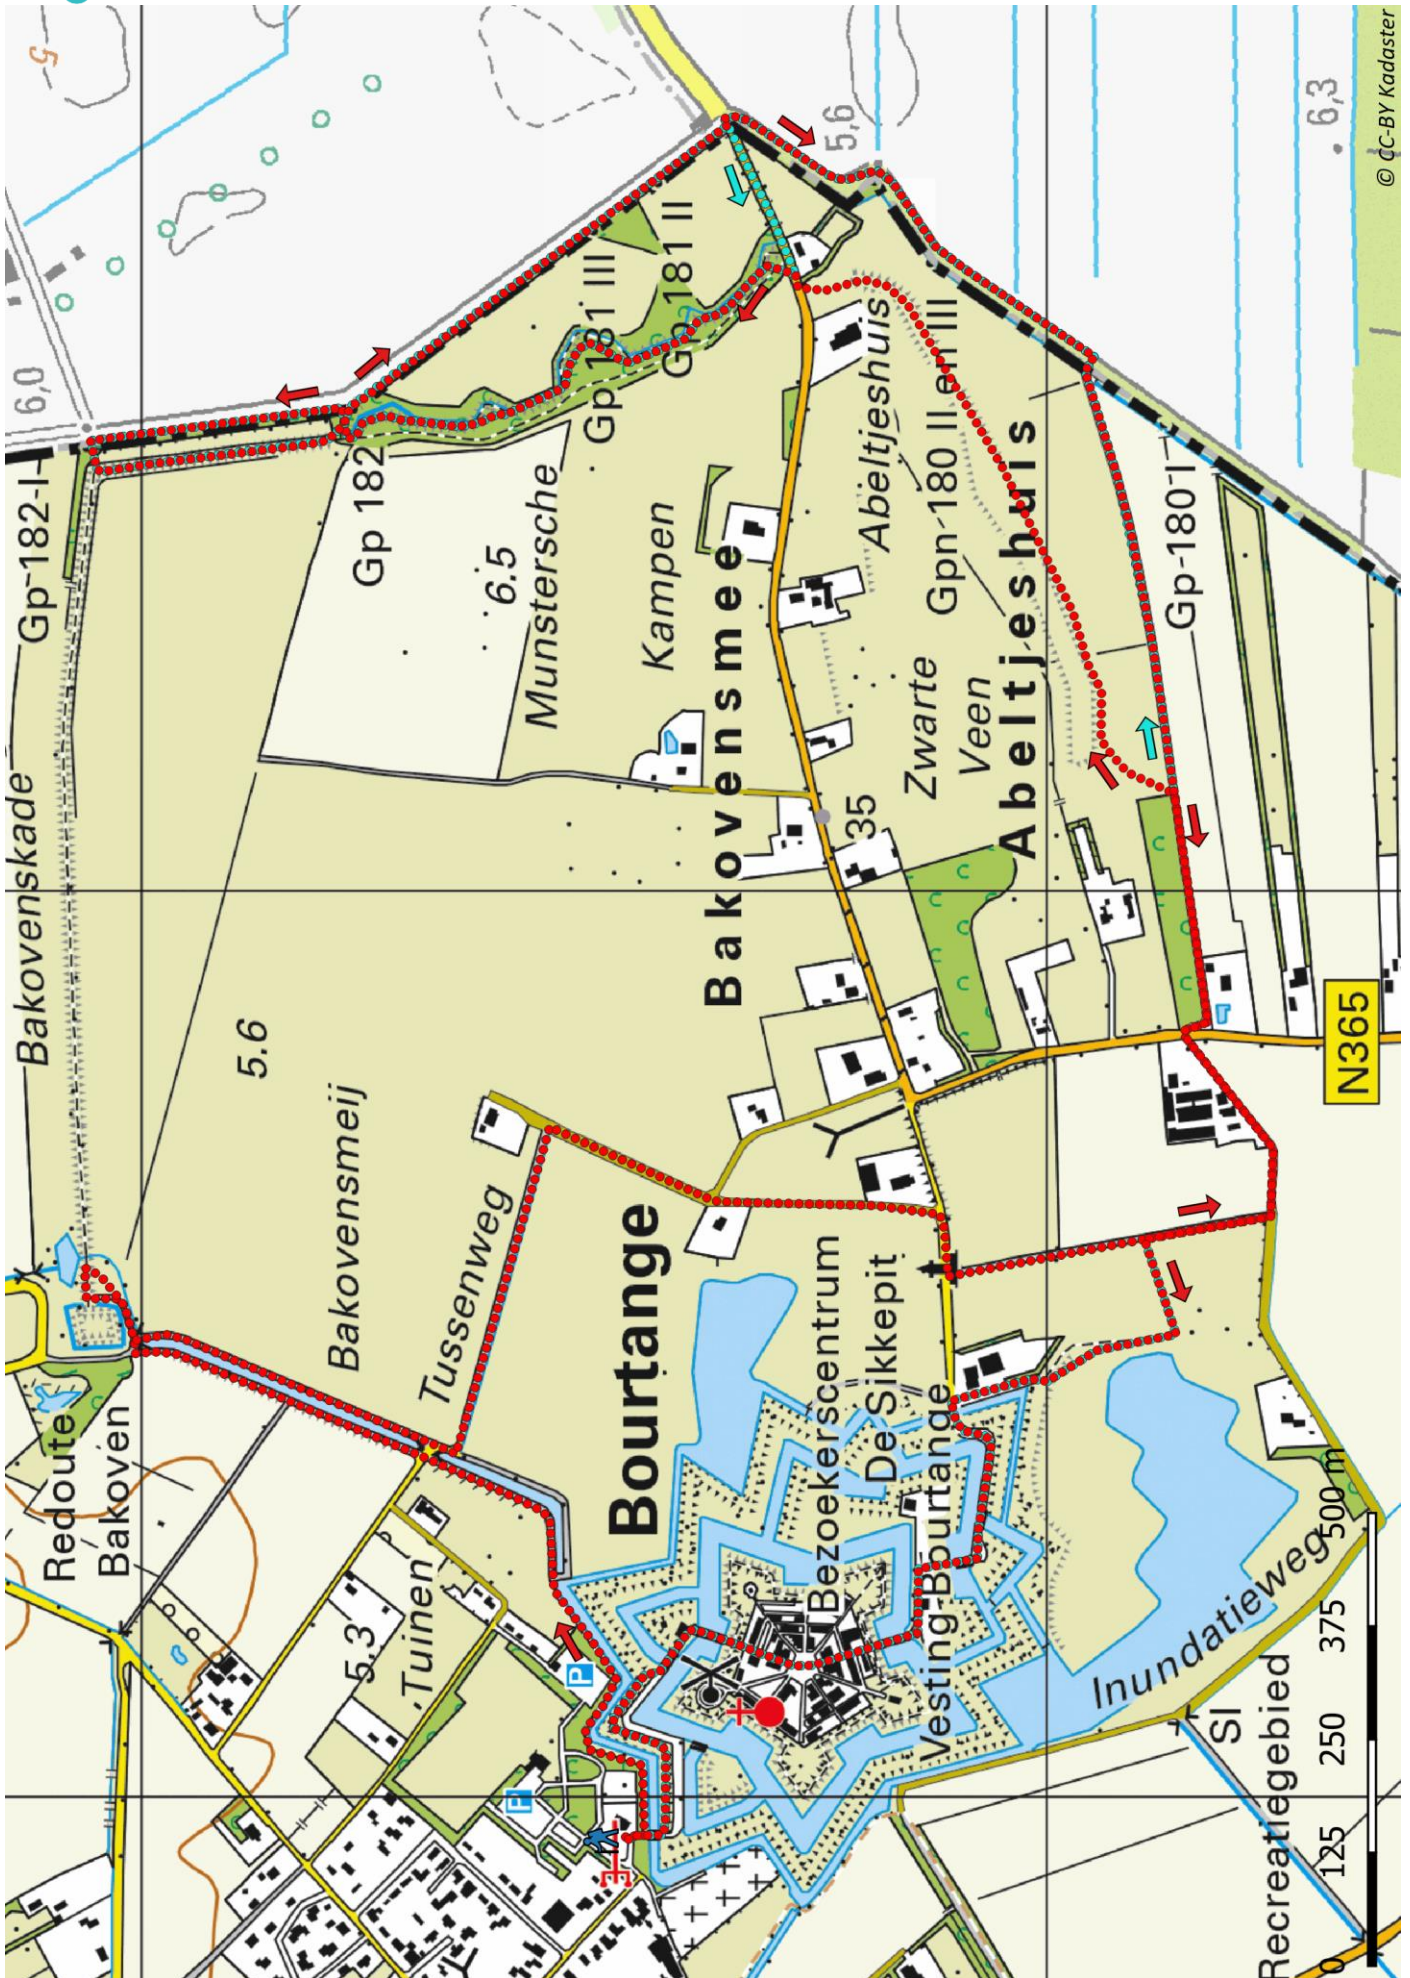 5
6,0
5,6
6,3
© CC-BY Kadaster
Gp-182-I
Bakovenskade
Gp 182
Gp 181 III
Gp 181 II
6.5
Munstersche
Kampen
Bakovensmee
Abeltjeshuis
Gpn 180 II en III
Abeltjeshuis
Gp-180-I
Zwarte
Veen
35
5.6
Bakovensmeij
Tussenweg
N365
Redoute
Bakoven
Bourtange
Bezoekerscentrum
De Sikkepit
Vesting Bourtange
5.3
Tuinen
P
P
Inundatieweg
SI
Recreatiegebied
0 125 250 375 500 m